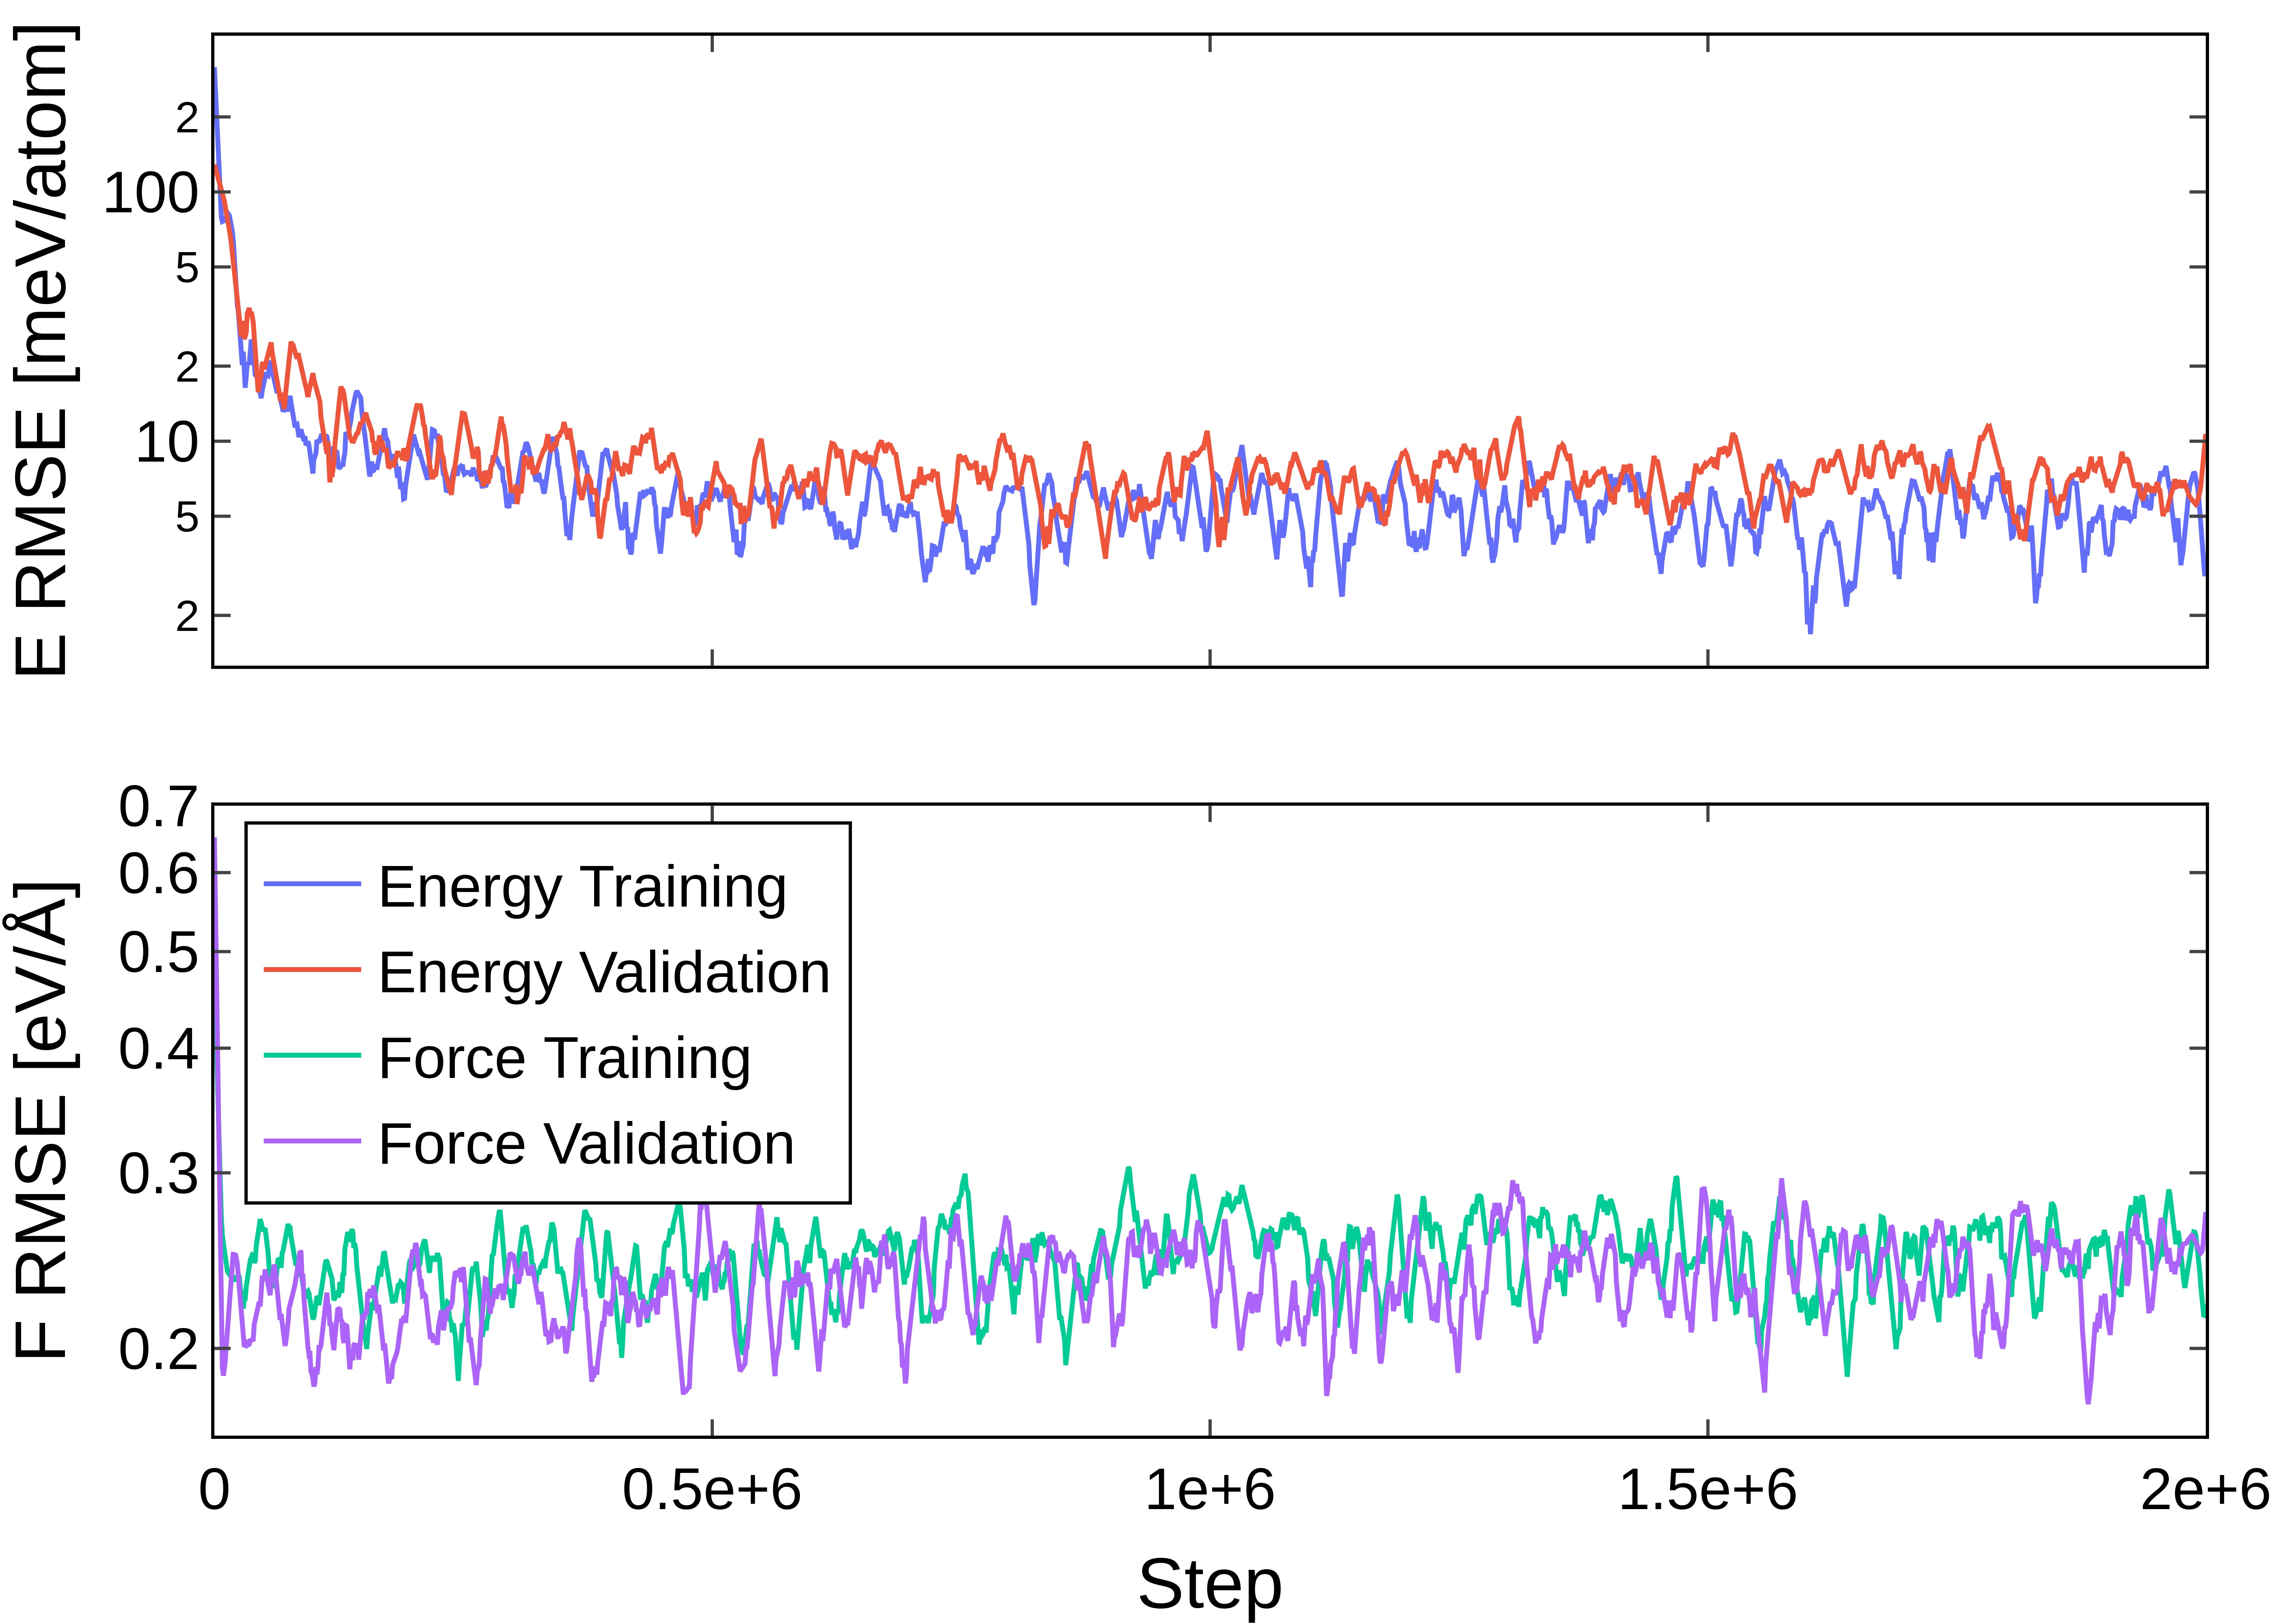 E RMSE [meV/atom]
2
100
5
2
10
5
2
F RMSE [eV/Å]
0.7
0.6
0.5
0.4
0.3
0.2
Energy Training
Energy Validation
Force Training
Force Validation
0 0.5e+6 1e+6 1.5e+6 2e+6
Step